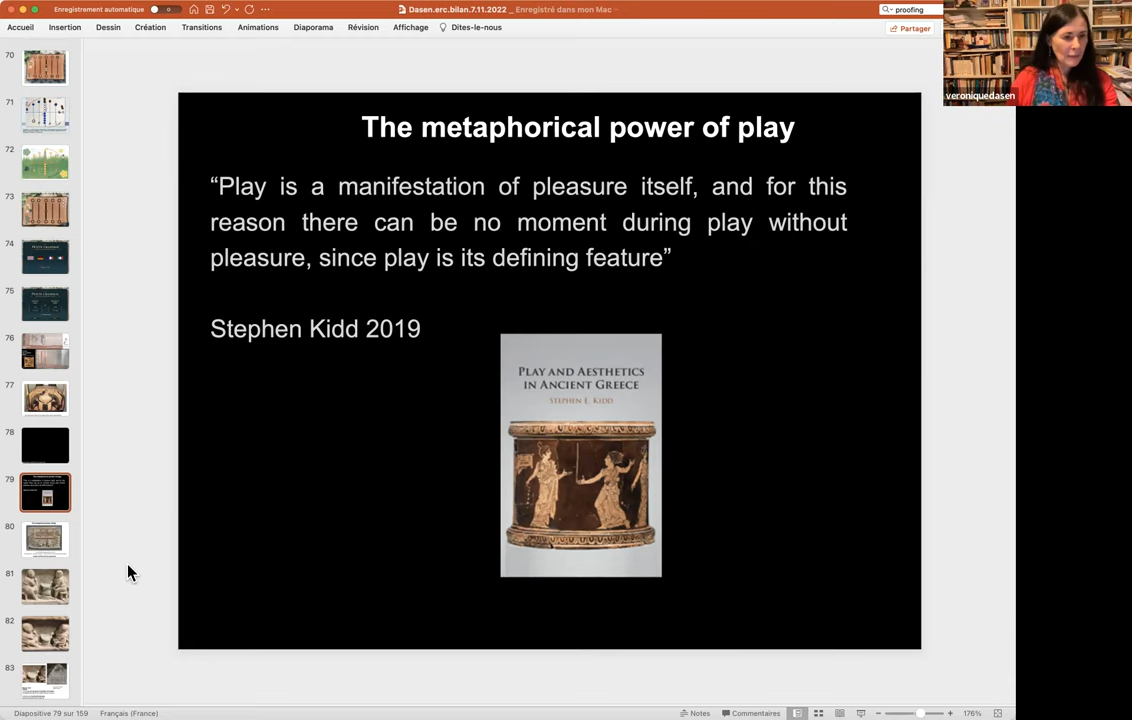 Enregistrement automatique
Dasen.erc.bilan.7.11.2022 _ Enregistré dans mon Mac
proofing
Accueil
Insertion
Dessin
Création
Transitions
Animations
Diaporama
Révision
Affichage
Dites-le-nous
Partager
veroniquedasen
70
71
72
73
74
75
76
77
78
79
80
81
82
83
The metaphorical power of play
“Play is a manifestation of pleasure itself, and for this
reason there can be no moment during play without
pleasure, since play is its defining feature”
Stephen Kidd 2019
PLAY AND AESTHETICS
IN ANCIENT GREECE
STEPHEN E. KIDD
Diapositive 79 sur 159
Français (France)
Notes
Commentaires
176%